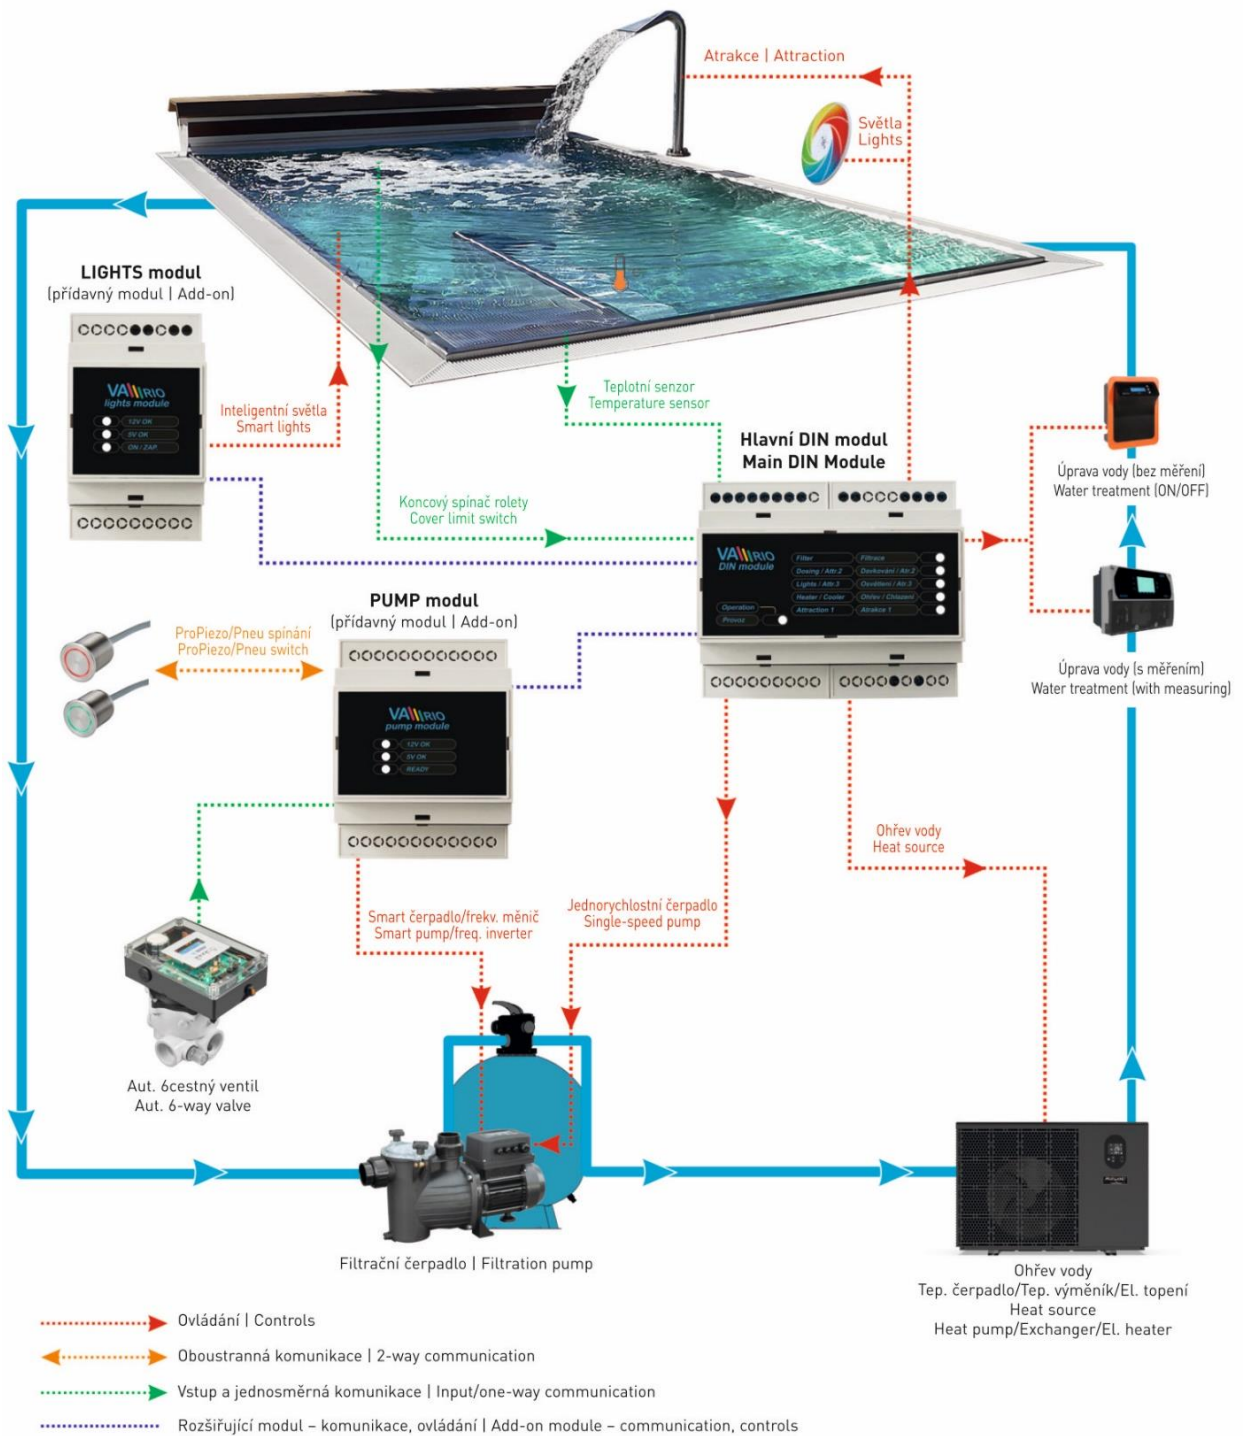 Atrakce | Attraction
Světla
Lights
LIGHTS modul
(přídavný modul | Add-on)
VA RIO
lights module
12V OK
5V OK
ON / ZAP.
Inteligentní světla
Smart lights
Teplotní senzor
Temperature sensor
Hlavní DIN modul
Main DIN Module
Koncový spínač rolety
Cover limit switch
VA RIO
DIN module
Filter Filtrace
Dosing / Attr.2 Davkování / Atr.2
Lights / Attr.3 Osvětlení / Atr.3
Heater / Cooler Ohřev / Chlazení
Attraction 1 Atrakce 1
Operation
Provoz
Úprava vody (bez měření)
Water treatment (ON/OFF)
Úprava vody (s měřením)
Water treatment (with measuring)
PUMP modul
(přídavný modul | Add-on)
ProPiezo/Pneu spínání
ProPiezo/Pneu switch
VA RIO
pump module
12V OK
5V OK
READY
Ohřev vody
Heat source
Jednorychlostní čerpadlo
Single-speed pump
Smart čerpadlo/frekv. měnič
Smart pump/freq. inverter
Aut. 6cestný ventil
Aut. 6-way valve
Filtrační čerpadlo | Filtration pump
Ohřev vody
Tep. čerpadlo/Tep. výměník/El. topení
Heat source
Heat pump/Exchanger/El. heater
Ovládání | Controls
Oboustranná komunikace | 2-way communication
Vstup a jednosměrná komunikace | Input/one-way communication
Rozšiřující modul – komunikace, ovládání | Add-on module – communication, controls